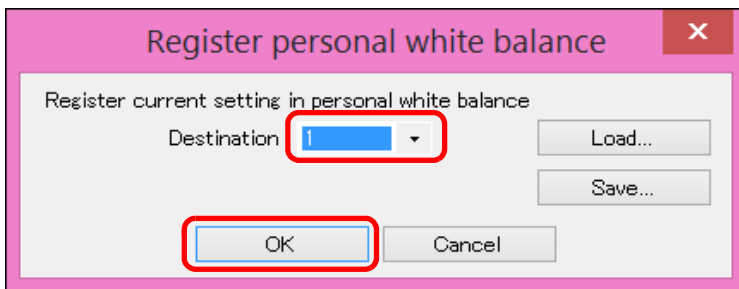 Register personal white balance
Register current setting in personal white balance
Destination 1 Load...
Save...
OK Cancel